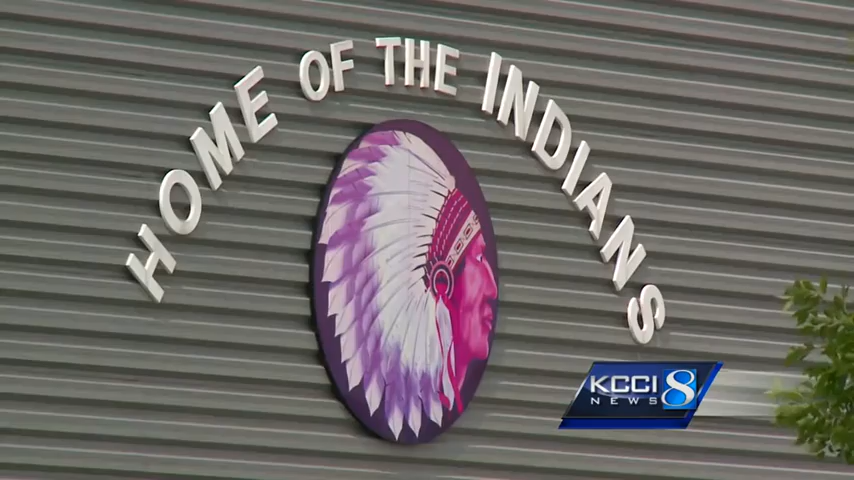 HOME OF THE INDIANS
KCCI 8
NEWS